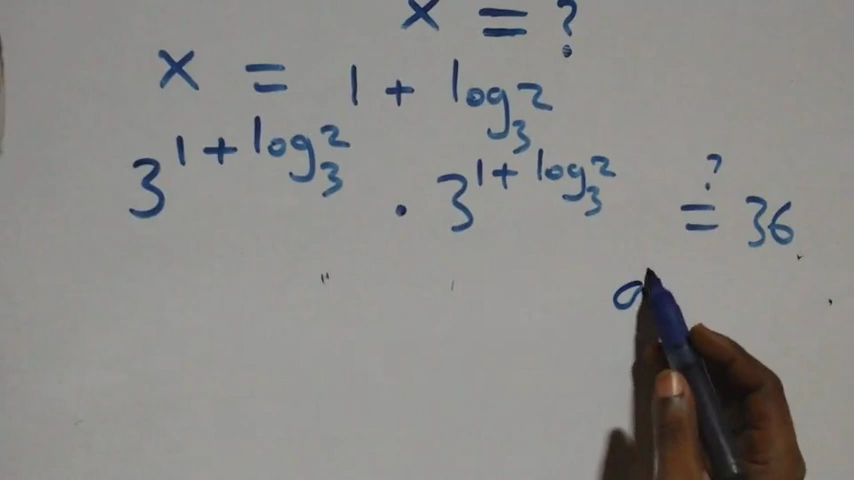 x = ?
x = 1 + log₃2
3^(1 + log₃2) · 3^(1 + log₃2) ≟ 36
a